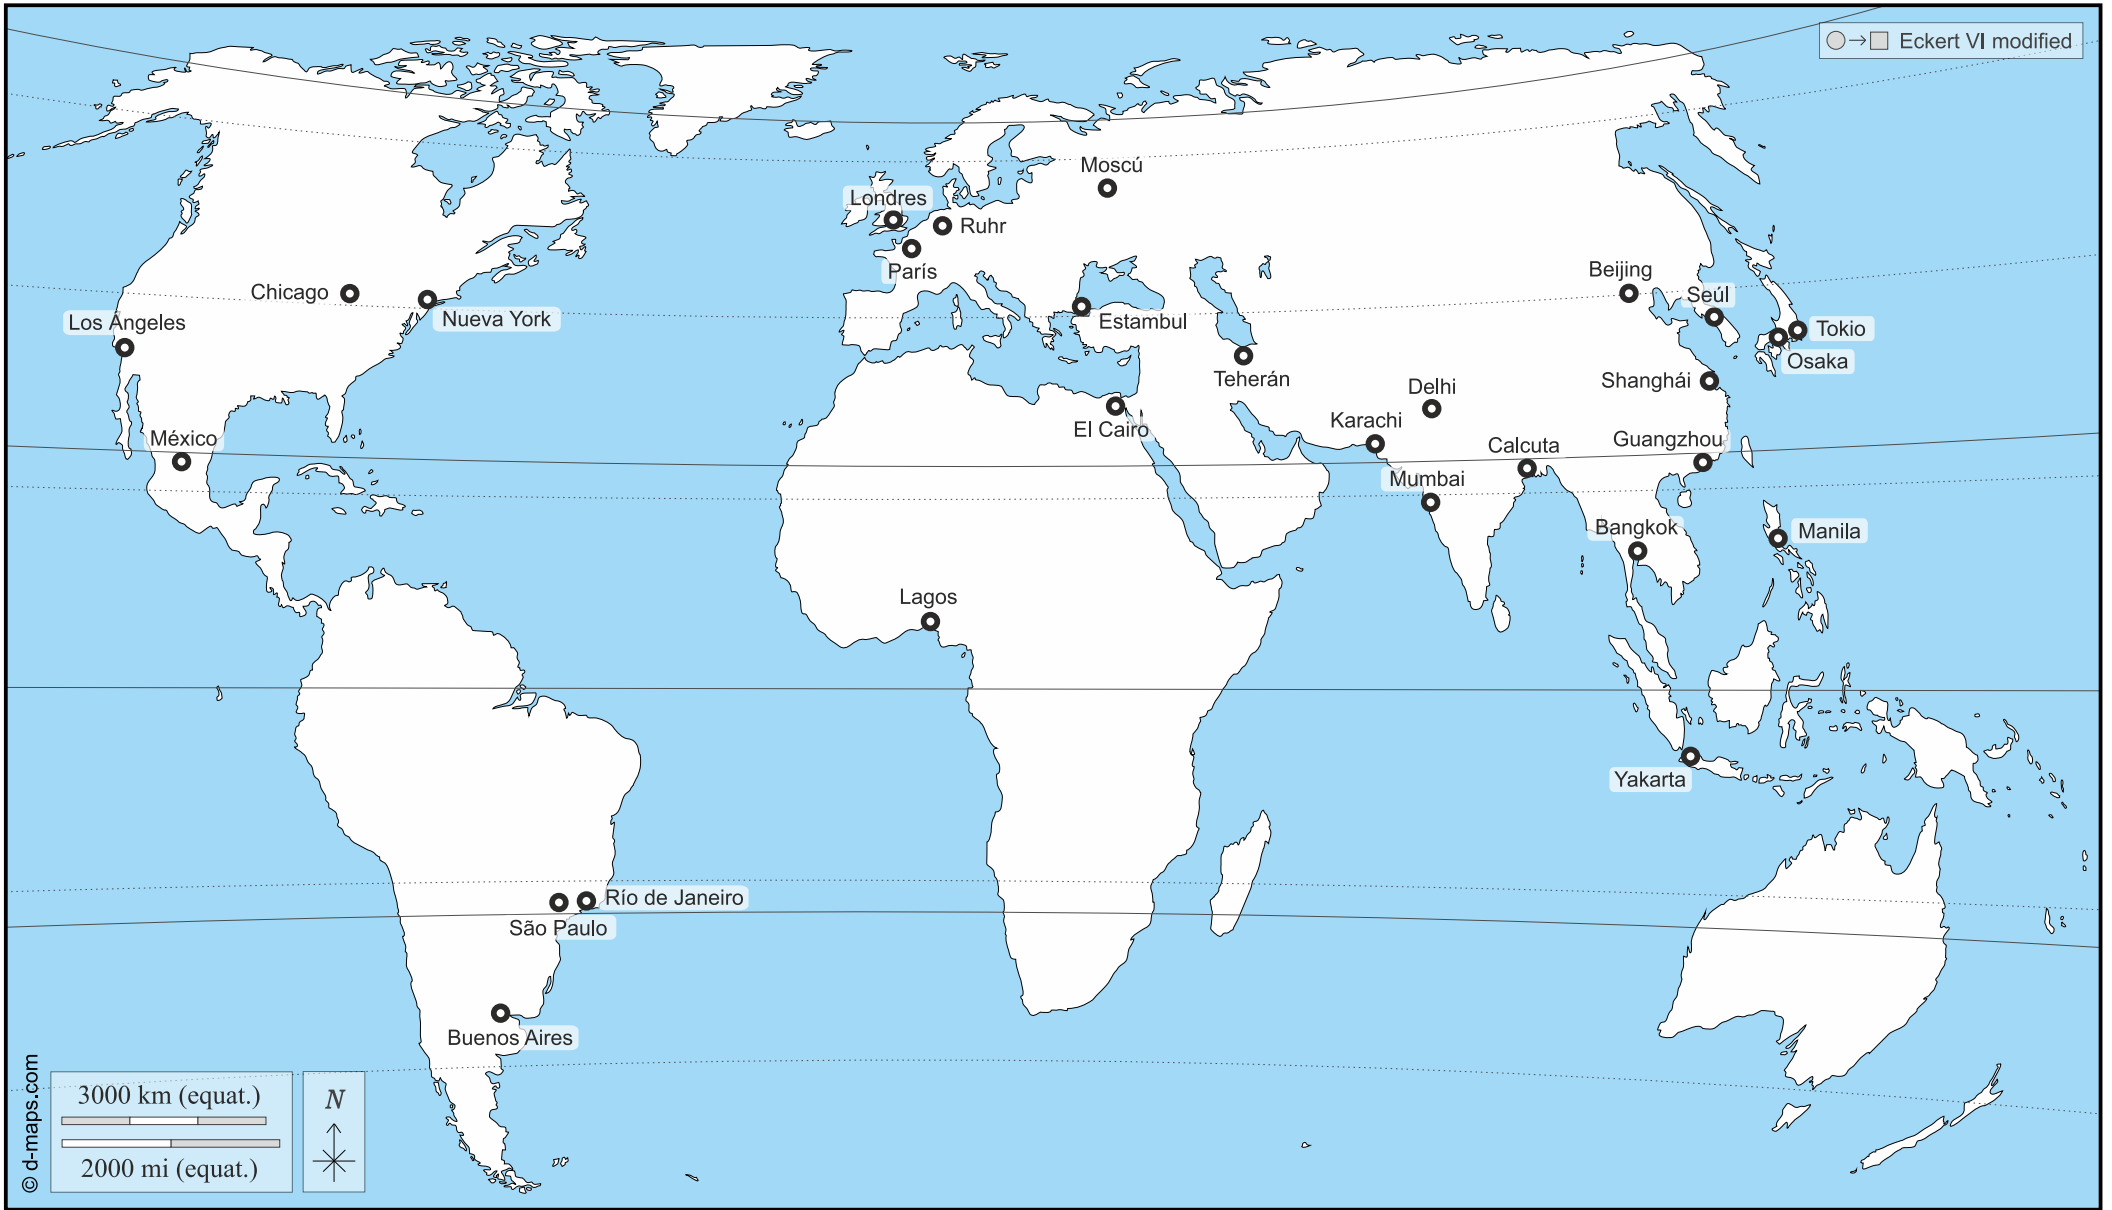 Eckert VI modified
Moscú
Londres
Ruhr
París
Beijing
Chicago
Seúl
Nueva York
Los Ángeles
Estambul
Tokio
Osaka
Teherán
Shanghái
Delhi
Karachi
El Cairo
México
Calcuta
Guangzhou
Mumbai
Bangkok
Manila
Lagos
Yakarta
Río de Janeiro
São Paulo
Buenos Aires
3000 km (equat.)
2000 mi (equat.)
N
© d-maps.com